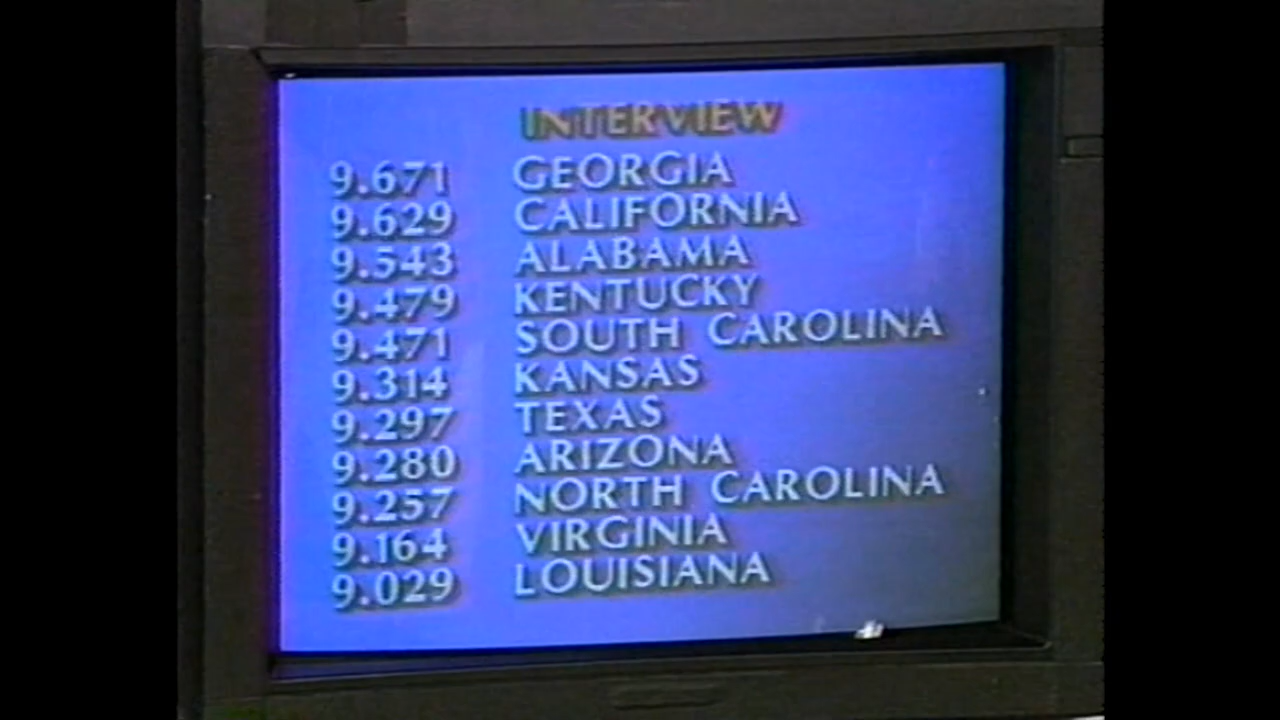 INTERVIEW
9.671 GEORGIA
9.629 CALIFORNIA
9.543 ALABAMA
9.479 KENTUCKY
9.471 SOUTH CAROLINA
9.314 KANSAS
9.297 TEXAS
9.280 ARIZONA
9.257 NORTH CAROLINA
9.164 VIRGINIA
9.029 LOUISIANA